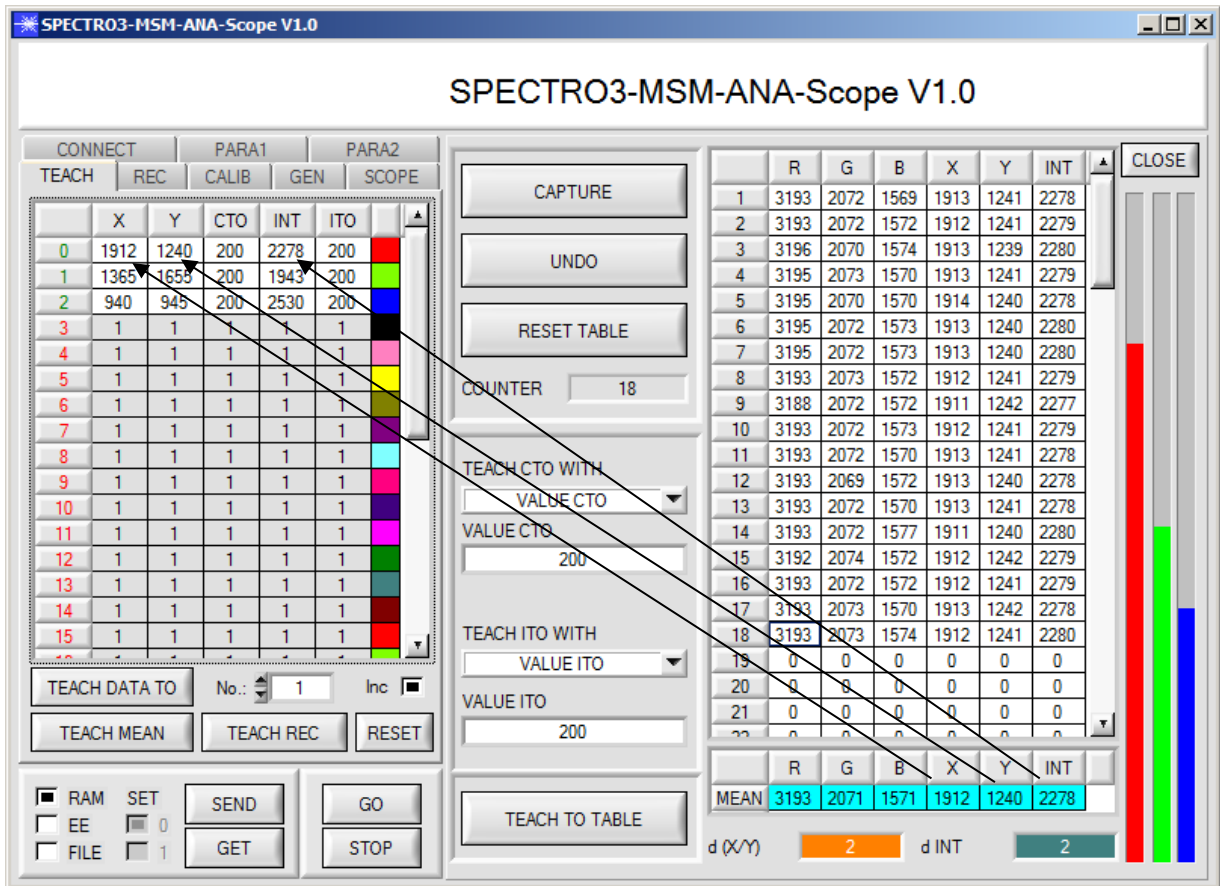 SPECTRO3-MSM-ANA-Scope V1.0
SPECTRO3-MSM-ANA-Scope V1.0
CONNECT PARA1 PARA2
TEACH REC CALIB GEN SCOPE
X Y CTO INT ITO
0 1912 1240 200 2278 200
1 1365 1655 200 1943 200
2 940 945 200 2530 200
3 1 1 1 1 1
4 1 1 1 1 1
5 1 1 1 1 1
6 1 1 1 1 1
7 1 1 1 1 1
8 1 1 1 1 1
9 1 1 1 1 1
10 1 1 1 1 1
11 1 1 1 1 1
12 1 1 1 1 1
13 1 1 1 1 1
14 1 1 1 1 1
15 1 1 1 1 1
TEACH DATA TO No.: 1 Inc
TEACH MEAN TEACH REC RESET
RAM SET SEND GO
EE 0
FILE 1 GET STOP
CAPTURE
UNDO
RESET TABLE
COUNTER 18
TEACH CTO WITH
VALUE CTO
VALUE CTO
200
TEACH ITO WITH
VALUE ITO
VALUE ITO
200
TEACH TO TABLE
R G B X Y INT
1 3193 2072 1569 1913 1241 2278
2 3193 2072 1572 1912 1241 2279
3 3196 2070 1574 1913 1239 2280
4 3195 2073 1570 1913 1241 2279
5 3195 2070 1570 1914 1240 2278
6 3195 2072 1573 1913 1240 2280
7 3195 2072 1573 1913 1240 2280
8 3193 2073 1572 1912 1241 2279
9 3188 2072 1572 1911 1242 2277
10 3193 2072 1573 1912 1241 2279
11 3193 2072 1570 1913 1241 2278
12 3193 2069 1572 1913 1240 2278
13 3193 2072 1570 1913 1241 2278
14 3193 2072 1577 1911 1240 2280
15 3192 2074 1572 1912 1242 2279
16 3193 2072 1572 1912 1241 2279
17 3193 2073 1570 1913 1242 2278
18 3193 2073 1574 1912 1241 2280
19 0 0 0 0 0 0
20 0 0 0 0 0 0
21 0 0 0 0 0 0
R G B X Y INT
MEAN 3193 2071 1571 1912 1240 2278
d (X/Y) 2 d INT 2
CLOSE